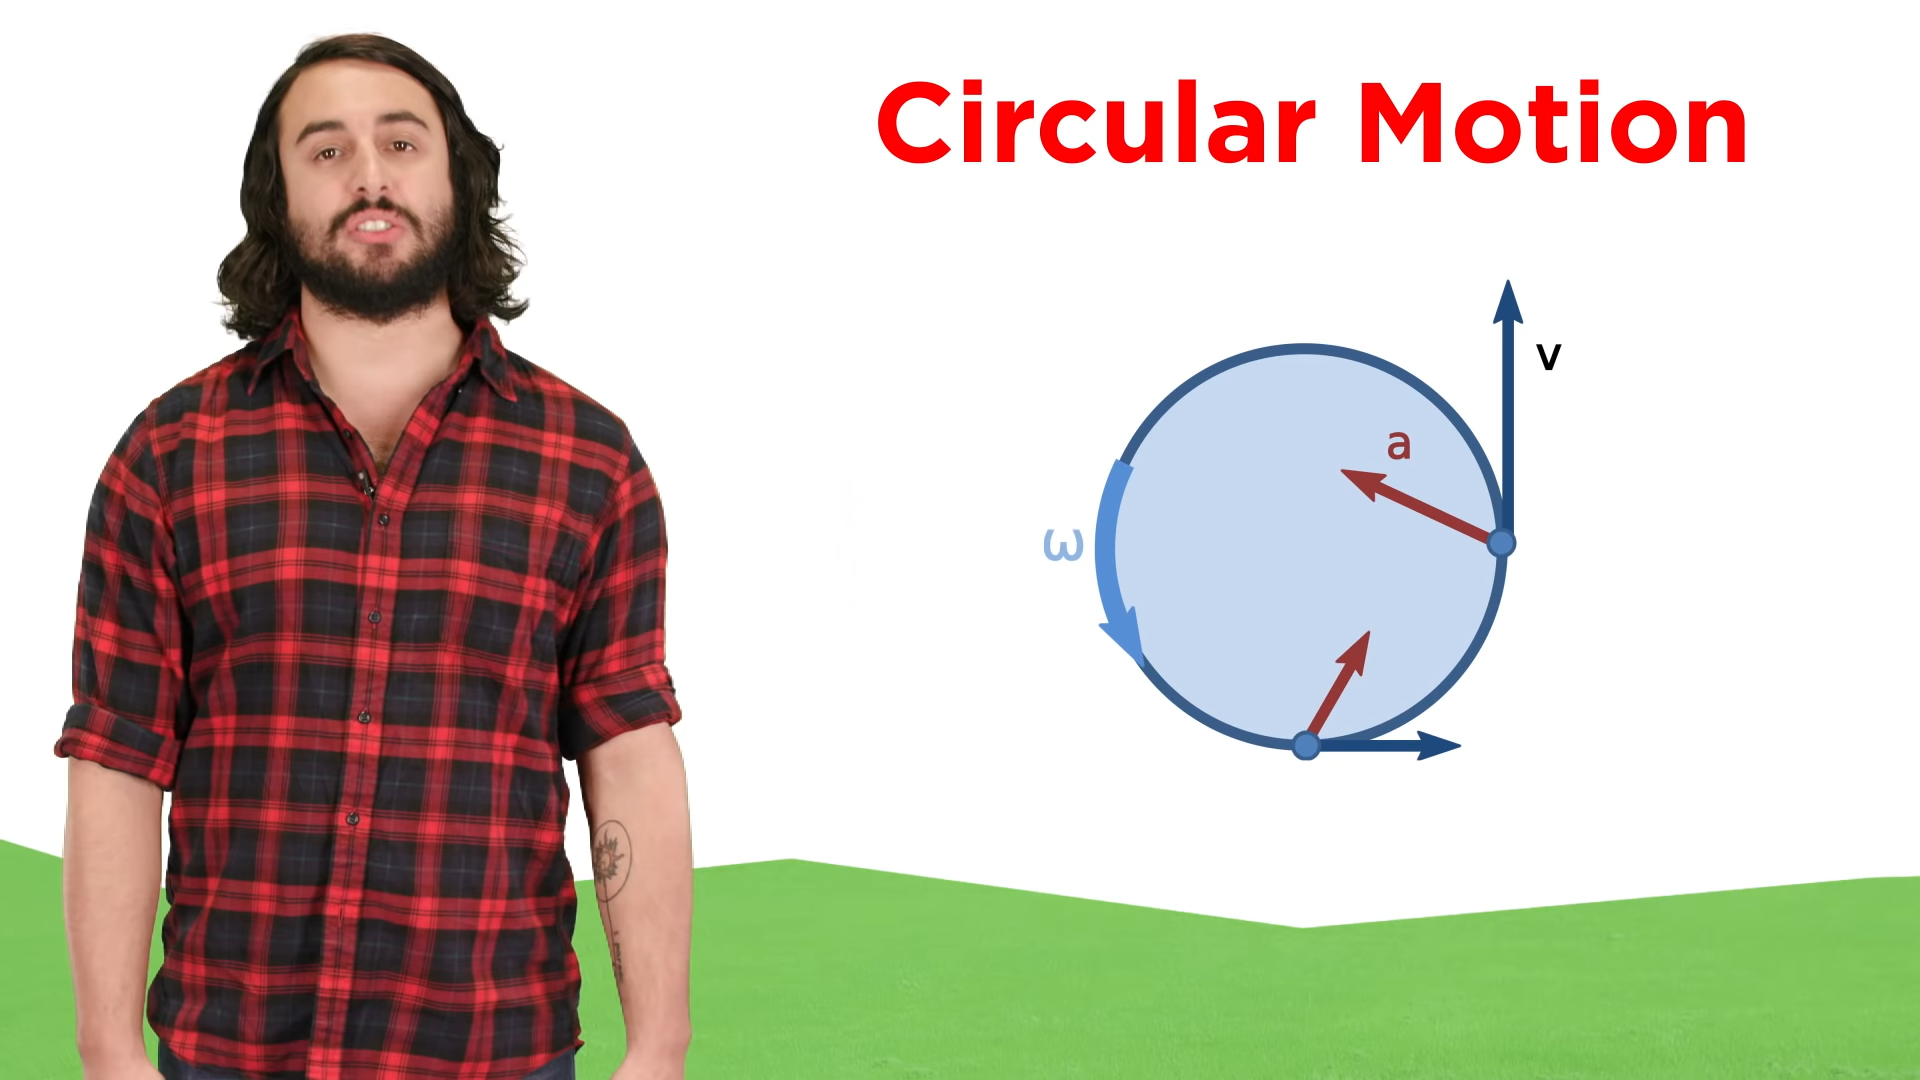 Circular Motion
v
a
ω